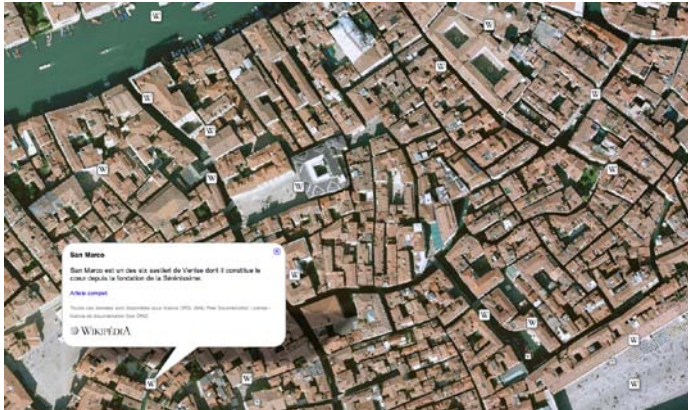 W
W
W
W
W
W
W
W
W
W
San Marco
San Marco est un des six sestieri de Venise dont il constitue le
cœur depuis la fondation de la Sérénissime.
W
Article complet
WIKIPÉDIA
W
W
W
W
W
W